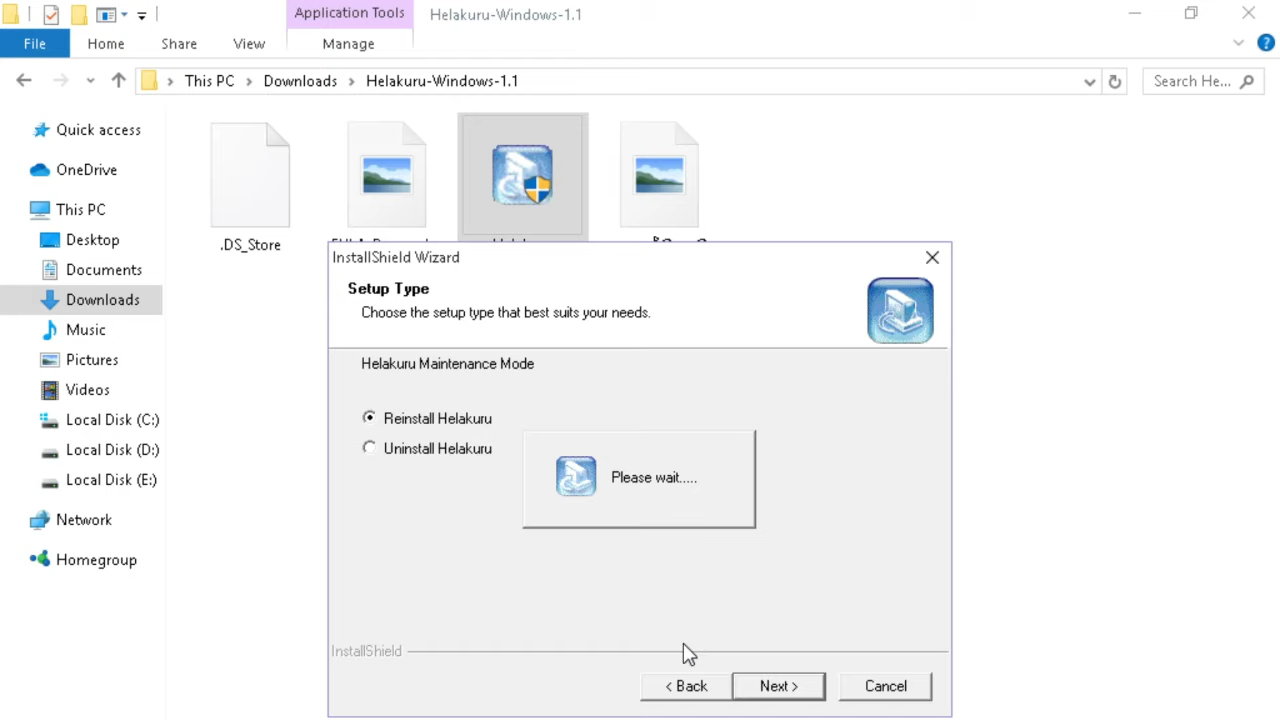 Application Tools
Helakuru-Windows-1.1
File
Home
Share
View
Manage
This PC
Downloads
Helakuru-Windows-1.1
Search He...
Quick access
OneDrive
This PC
Desktop
Documents
Downloads
Music
Pictures
Videos
Local Disk (C:)
Local Disk (D:)
Local Disk (E:)
Network
Homegroup
.DS_Store
InstallShield Wizard
Setup Type
Choose the setup type that best suits your needs.
Helakuru Maintenance Mode
Reinstall Helakuru
Uninstall Helakuru
Please wait.....
InstallShield
< Back
Next >
Cancel